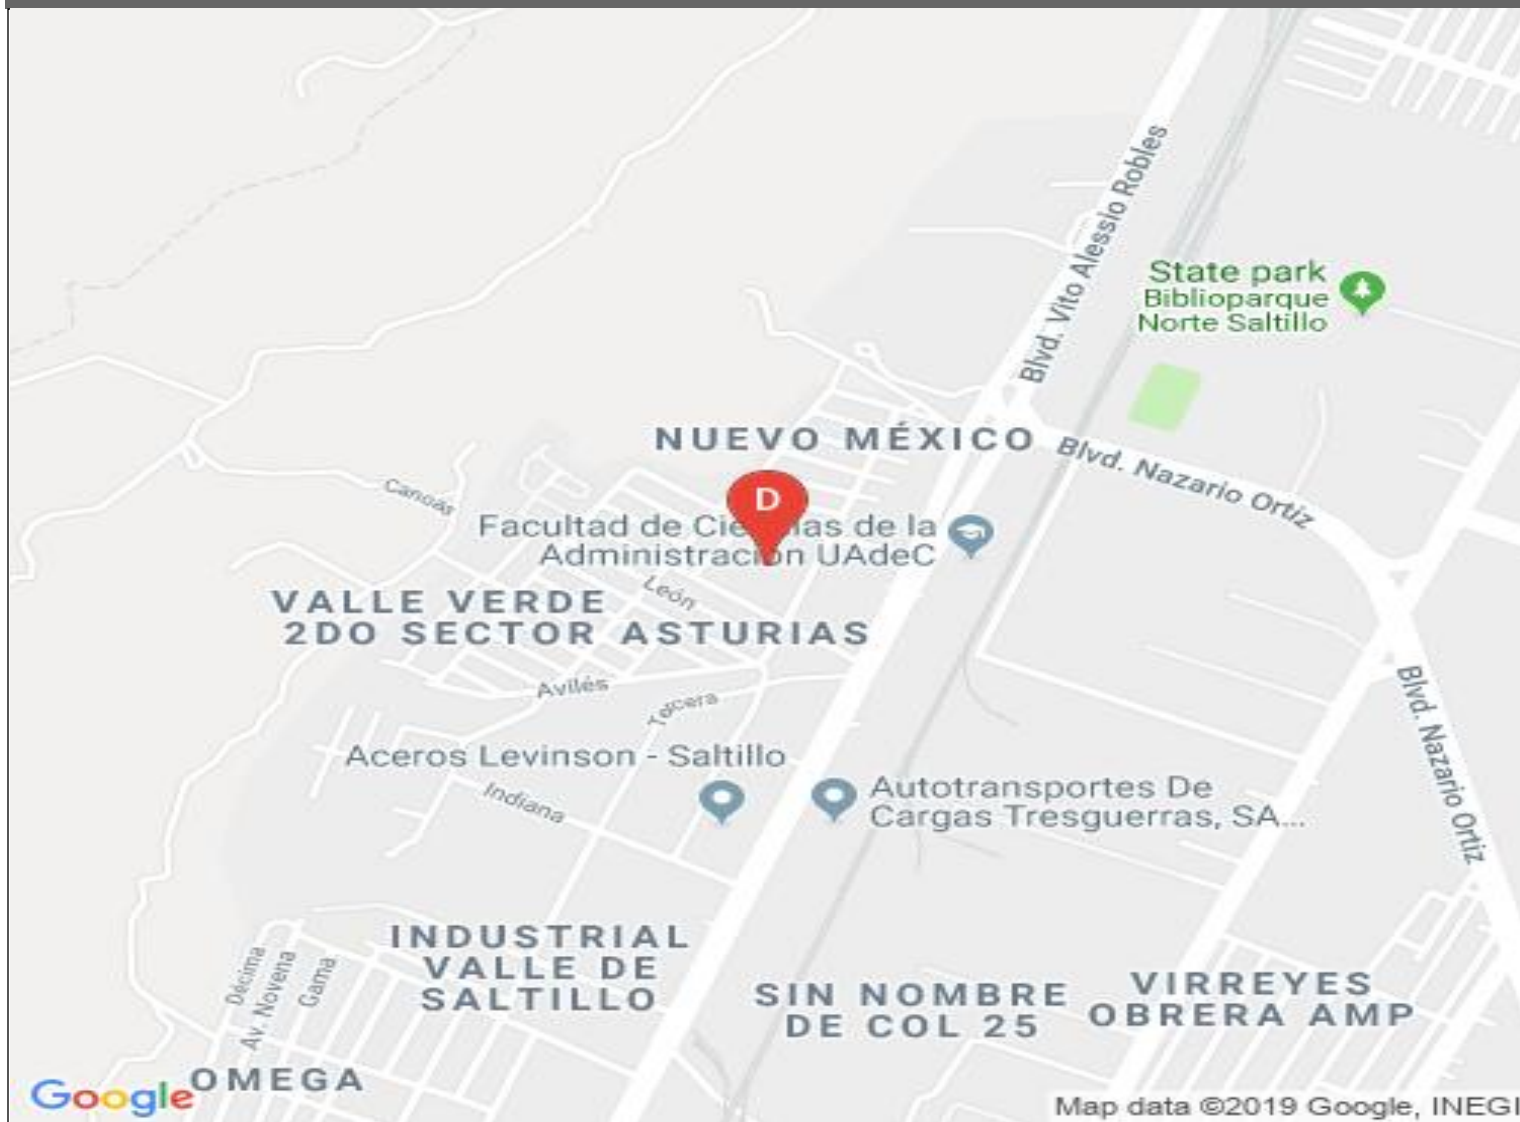 Blvd. Vito Alessio Robles
State park
Biblioparque
Norte Saltillo
NUEVO MÉXICO
Blvd. Nazario Ortiz
D
Canoas
Facultad de Cie as de la
Administración UAdeC
León
VALLE VERDE
2DO SECTOR ASTURIAS
Avilés
Tercera
Blvd. Nazario Ortiz
Aceros Levinson - Saltillo
Indiana
Autotransportes De
Cargas Tresguerras, SA...
INDUSTRIAL
VALLE DE
SALTILLO
Décima
Av. Novena
Gama
SIN NOMBRE
DE COL 25
VIRREYES
OBRERA AMP
OMEGA
Google
Map data ©2019 Google, INEGI